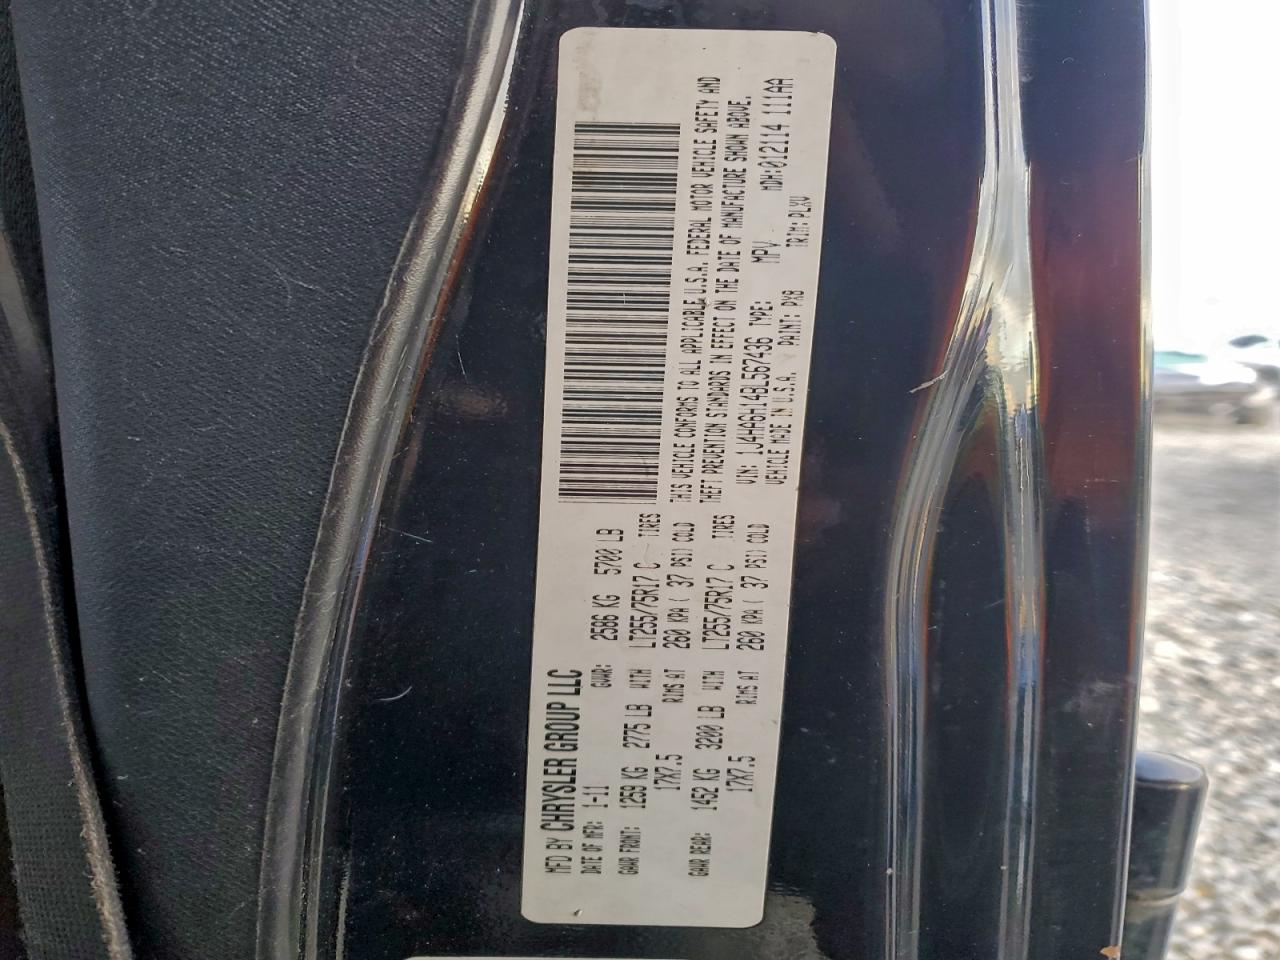 MFD BY CHRYSLER GROUP LLC
DATE OF MFR: 1-11 GVWR: 2586 KG 5700 LB
GAWR FRONT: 1259 KG 2775 LB WITH LT255/75R17 C TIRES
17X7.5 RIMS AT 260 KPA ( 37 PSI) COLD
GAWR REAR: 1452 KG 3200 LB WITH LT255/75R17 C TIRES
17X7.5 RIMS AT 260 KPA ( 37 PSI) COLD
THIS VEHICLE CONFORMS TO ALL APPLICABLE U.S.A. FEDERAL MOTOR VEHICLE SAFETY AND
THEFT PREVENTION STANDARDS IN EFFECT ON THE DATE OF MANUFACTURE SHOWN ABOVE.
VIN: 1J4HA6H14BL567436 TYPE: MPV MDH:012114 111AA
VEHICLE MADE IN U.S.A. PAINT: PX8 TRIM: PLXV